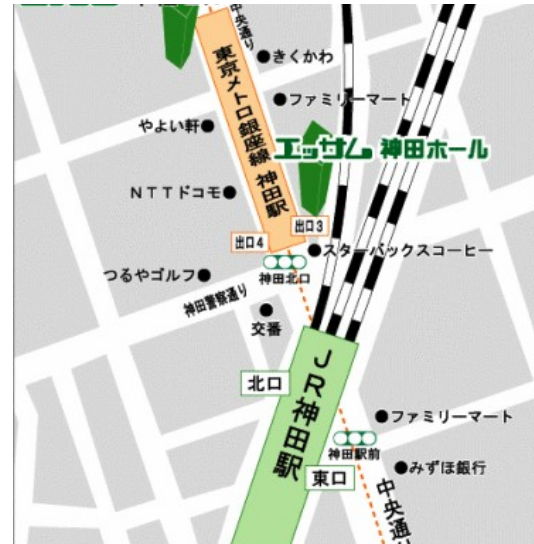 中央通り
きくかわ
ファミリーマート
やよい軒
東京メトロ銀座線 神田駅
エッサム 神田ホール
NTTドコモ
出口3
出口4
スターバックスコーヒー
神田北口
つるやゴルフ
神田警察通り
交番
JR神田駅
北口
ファミリーマート
神田駅前
みずほ銀行
東口
中央通り